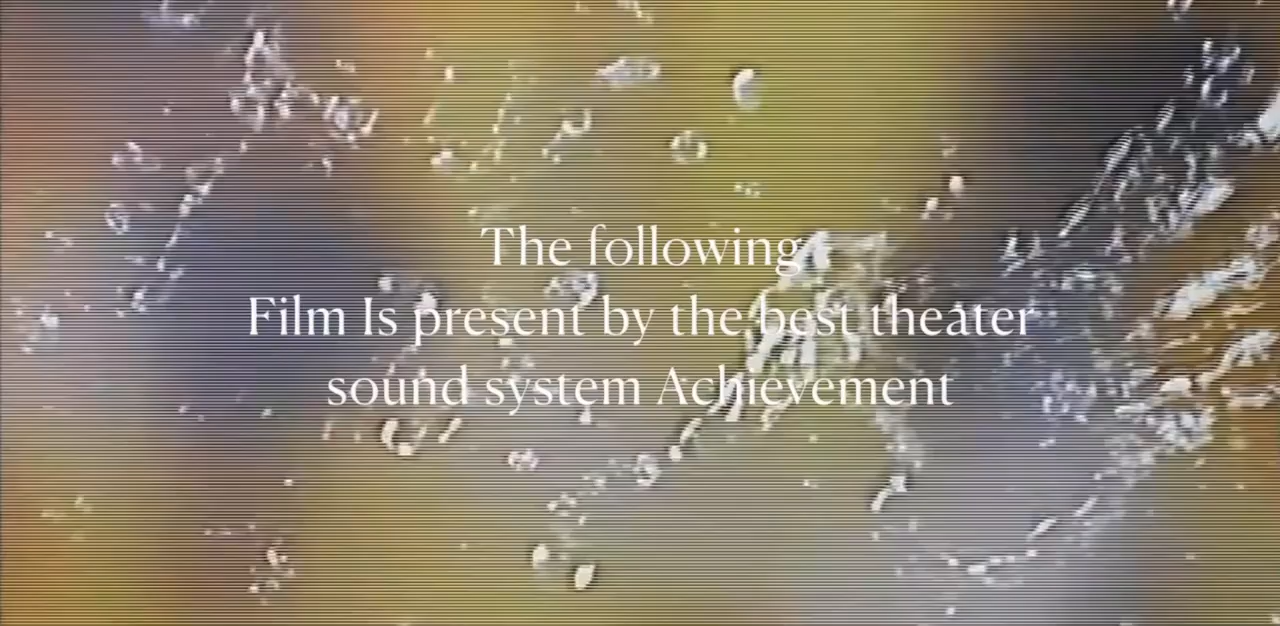 The following
Film Is present by the best theater
sound system Achievement